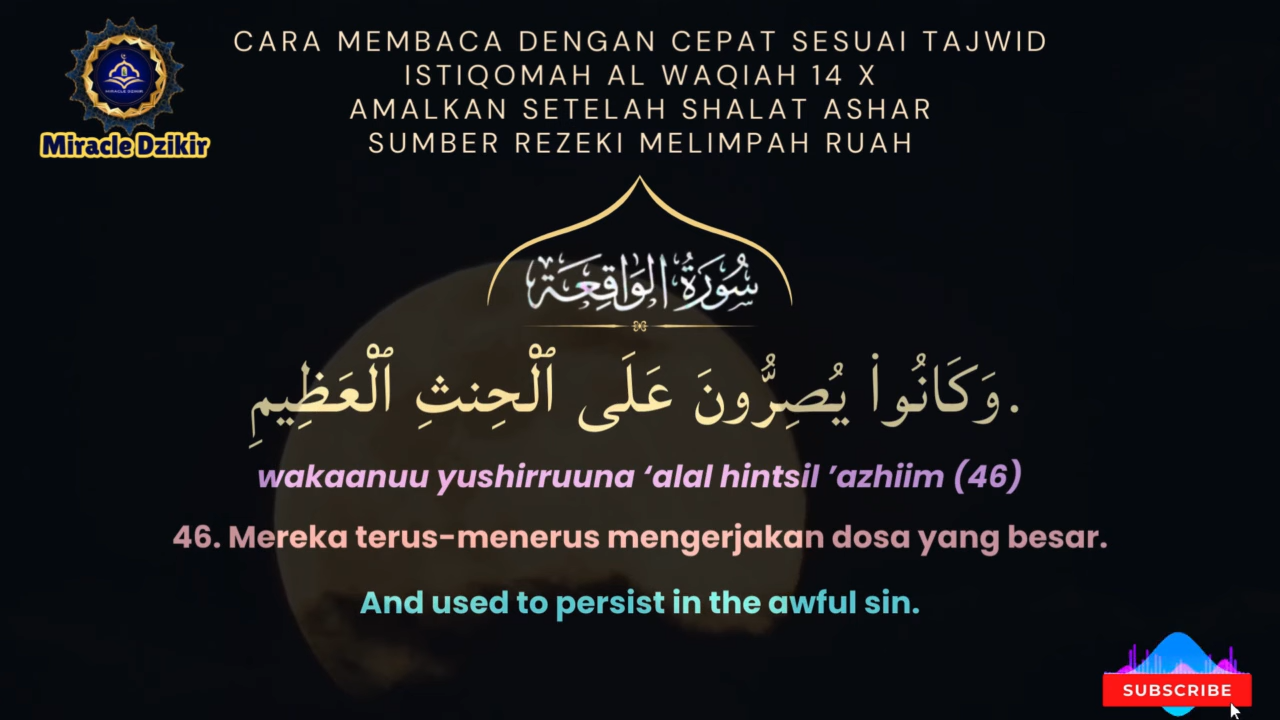 CARA MEMBACA DENGAN CEPAT SESUAI TAJWID
ISTIQOMAH AL WAQIAH 14 X
AMALKAN SETELAH SHALAT ASHAR
SUMBER REZEKI MELIMPAH RUAH
MIRACLE DZIKIR
Miracle Dzikir
سُورَةُ الوَاقِعَة
.وَكَانُوا۟ يُصِرُّونَ عَلَى ٱلْحِنثِ ٱلْعَظِيمِ
wakaanuu yushirruuna ‘alal hintsil ’azhiim (46)
46. Mereka terus-menerus mengerjakan dosa yang besar.
And used to persist in the awful sin.
SUBSCRIBE